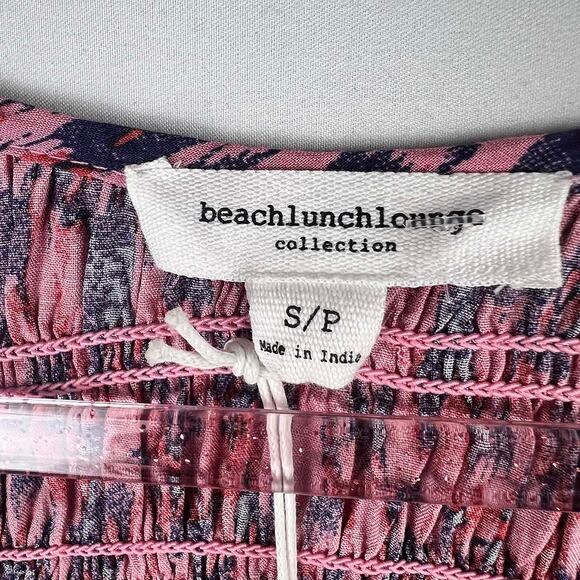 beachlunchlounge
collection
S/P
Made in India